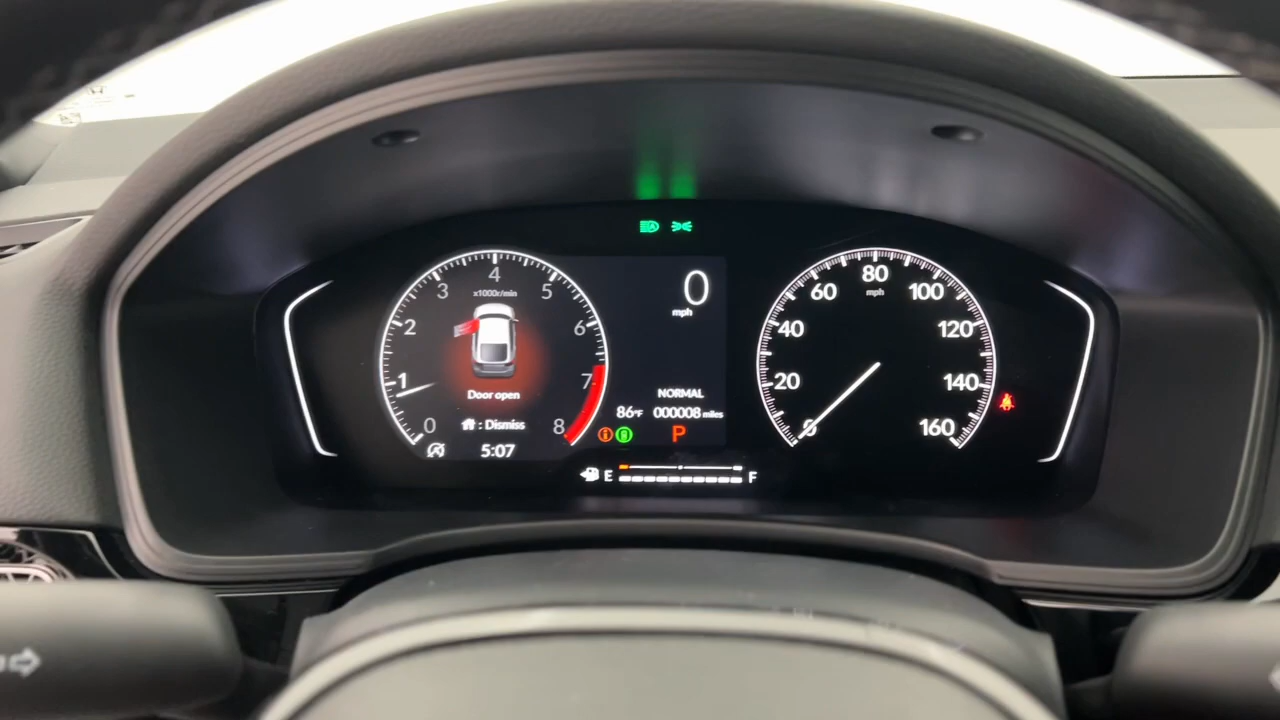 A
4
3
5
x1000r/min
2
6
1
7
0
8
Door open
: Dismiss
5:07
0
mph
NORMAL
86°F
000008 miles
P
E
F
80
60
mph
100
40
120
20
140
0
160